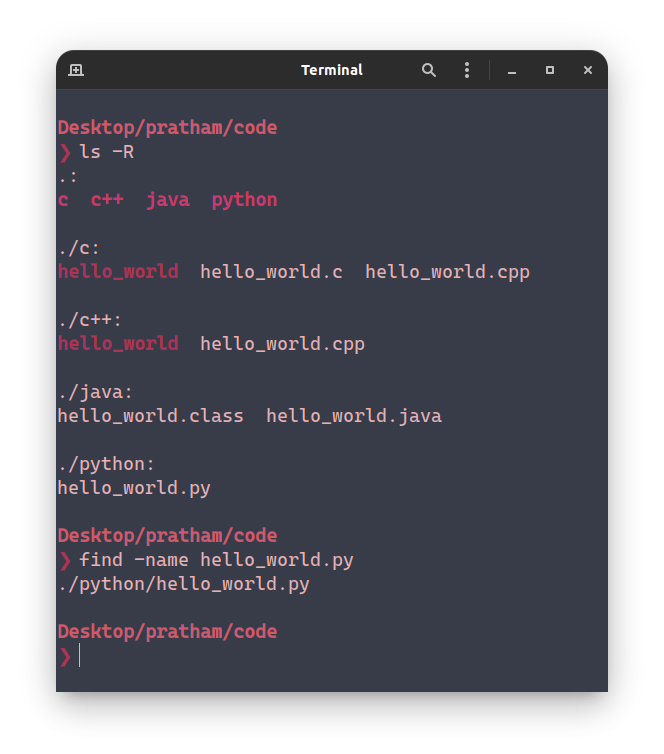 Terminal
Desktop/pratham/code
❯ ls -R
.:
c  c++  java  python
./c:
hello_world  hello_world.c  hello_world.cpp
./c++:
hello_world  hello_world.cpp
./java:
hello_world.class  hello_world.java
./python:
hello_world.py
Desktop/pratham/code
❯ find -name hello_world.py
./python/hello_world.py
Desktop/pratham/code
❯